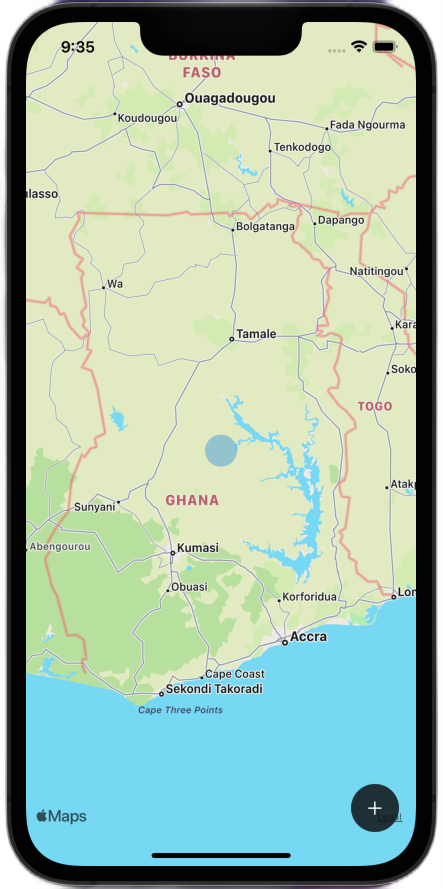 9:35
BURKINA
FASO
Ouagadougou
Koudougou
Fada Ngourma
Tenkodogo
ulasso
Dapango
Bolgatanga
Natitingou
Wa
Kara
Tamale
Soko
TOGO
Atakp
GHANA
Sunyani
Abengourou
Kumasi
Obuasi
Korforidua
Lom
Accra
Cape Coast
Sekondi Takoradi
Cape Three Points
Maps
+
Legal